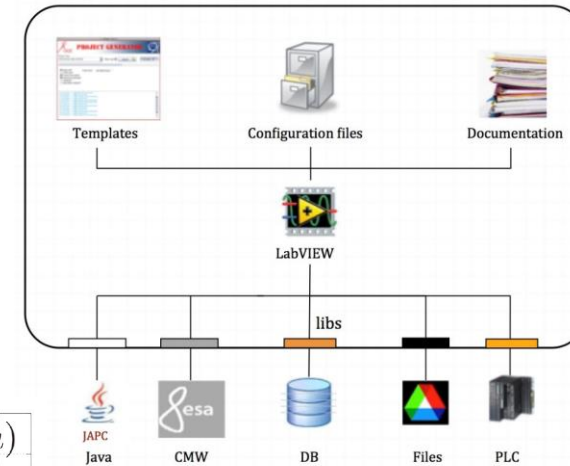 PROJECT GENERATOR
Templates
Configuration files
Documentation
LabVIEW
libs
JAPC
esa
Java
CMW
DB
Files
PLC